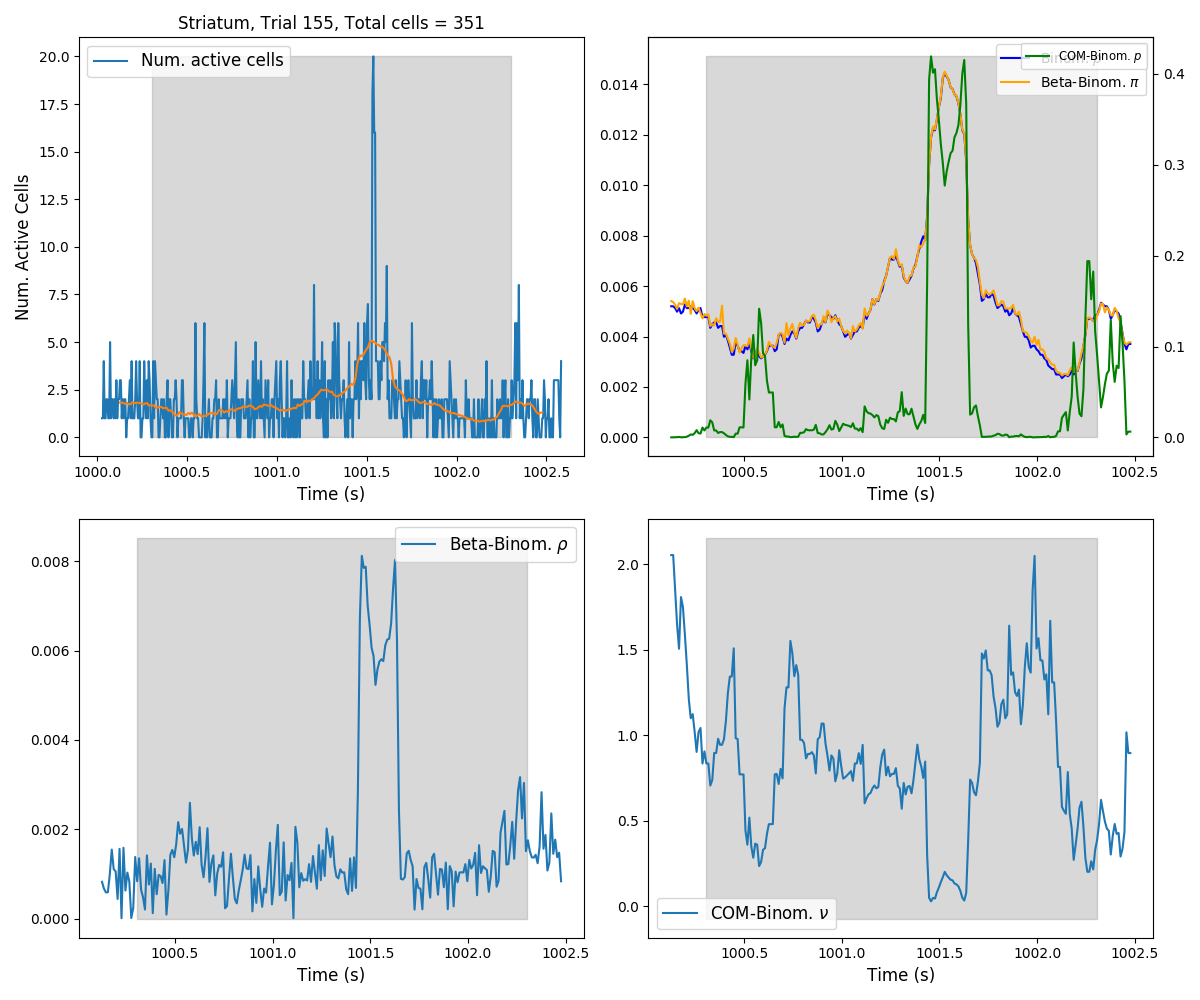 Striatum, Trial 155, Total cells = 351
Num. active cells
20.0
17.5
15.0
12.5
10.0
7.5
5.0
2.5
0.0
Num. Active Cells
1000.0 1000.5 1001.0 1001.5 1002.0 1002.5
Time (s)
COM-Binom. p
Beta-Binom. π
0.014
0.012
0.010
0.008
0.006
0.004
0.002
0.000
0.4
0.3
0.2
0.1
0.0
1000.5 1001.0 1001.5 1002.0 1002.5
Time (s)
Beta-Binom. ρ
0.008
0.006
0.004
0.002
0.000
1000.5 1001.0 1001.5 1002.0 1002.5
Time (s)
2.0
1.5
1.0
0.5
0.0
COM-Binom. ν
1000.5 1001.0 1001.5 1002.0 1002.5
Time (s)